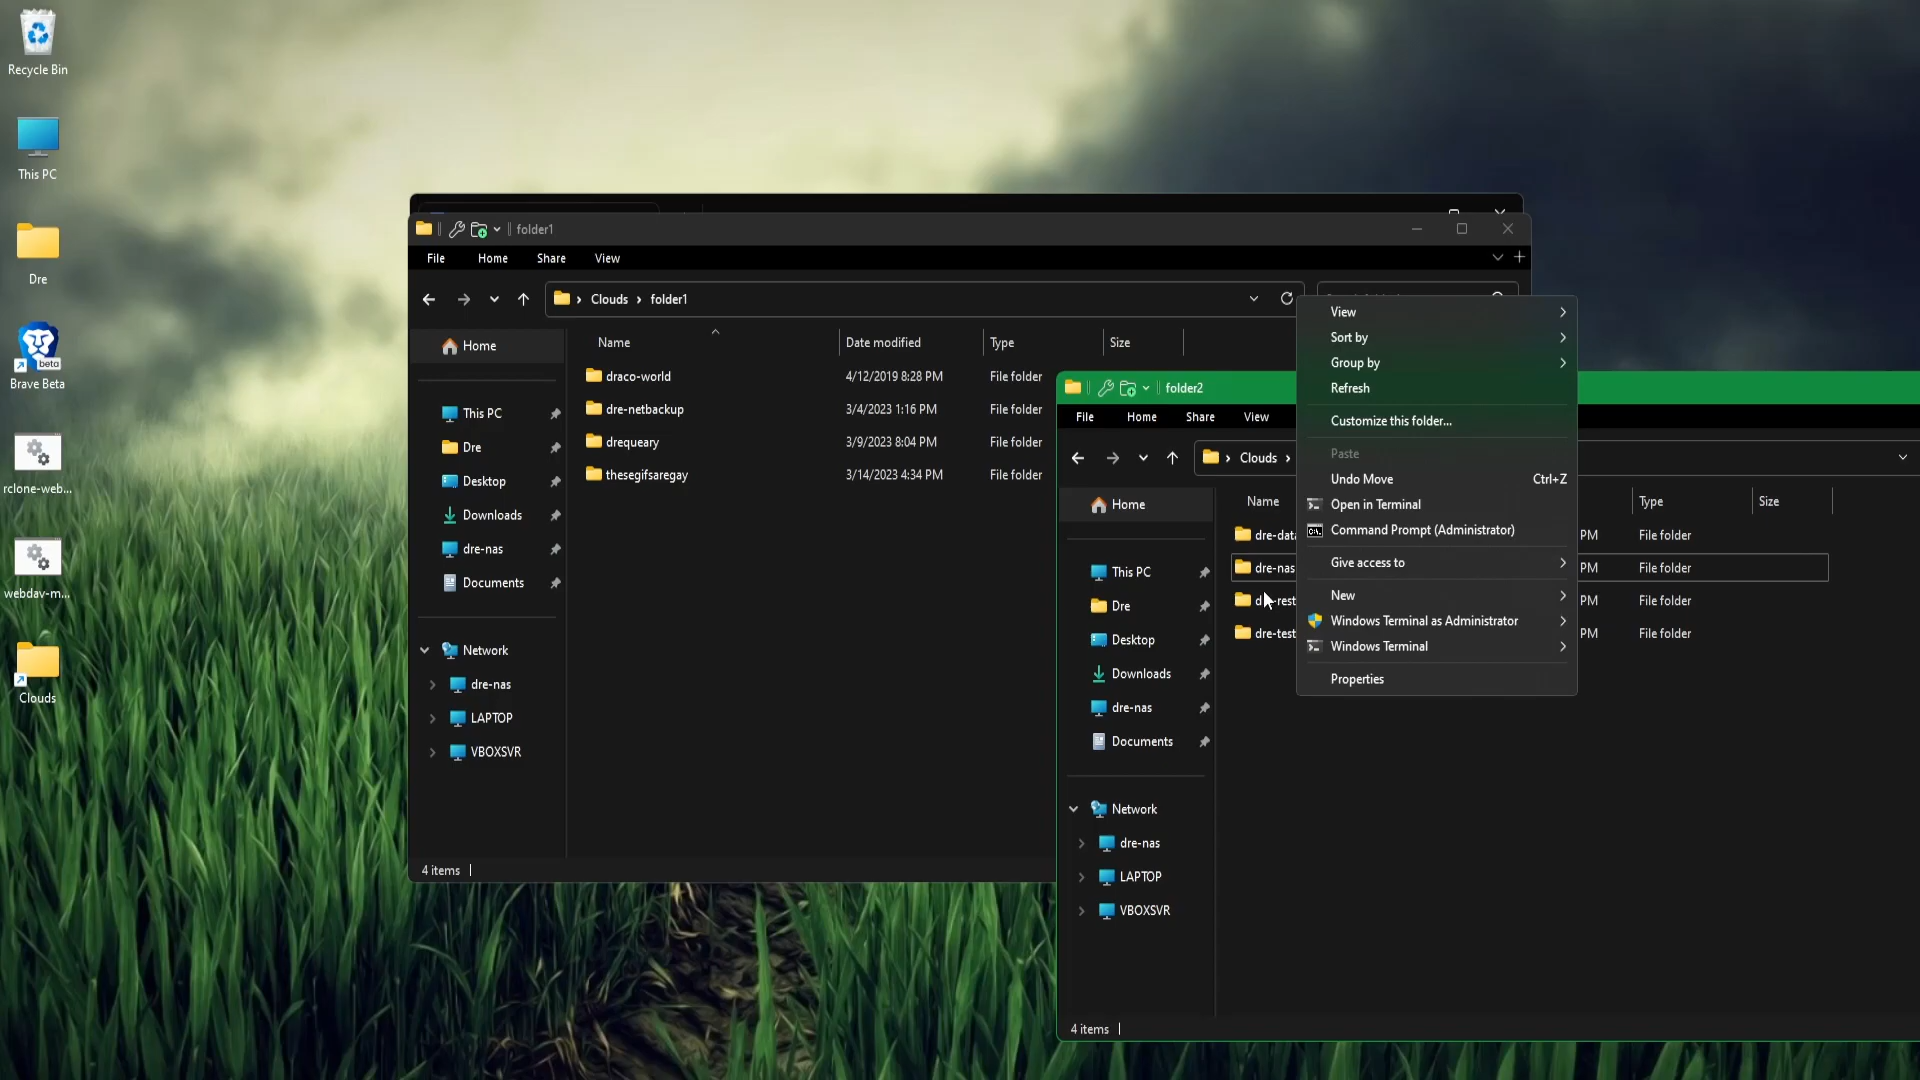 Recycle Bin
This PC
Dre
beta
Brave Beta
rclone-web...
webdav-m...
Clouds
folder1
File Home Share View
Clouds › folder1
Name Date modified Type Size
draco-world 4/12/2019 8:28 PM File folder
dre-netbackup 3/4/2023 1:16 PM File folder
drequeary 3/9/2023 8:04 PM File folder
thesegifsaregay 3/14/2023 4:34 PM File folder
Home
This PC
Dre
Desktop
Downloads
dre-nas
Documents
Network
dre-nas
LAPTOP
VBOXSVR
4 items
folder2
File Home Share View
Clouds ›
Name Type Size
dre-data PM File folder
dre-nas PM File folder
PM File folder
dre-test PM File folder
Home
This PC
Dre
Desktop
Downloads
dre-nas
Documents
Network
dre-nas
LAPTOP
VBOXSVR
4 items
View
Sort by
Group by
Refresh
Customize this folder...
Paste
Undo Move Ctrl+Z
Open in Terminal
Command Prompt (Administrator)
Give access to
New
Windows Terminal as Administrator
Windows Terminal
Properties